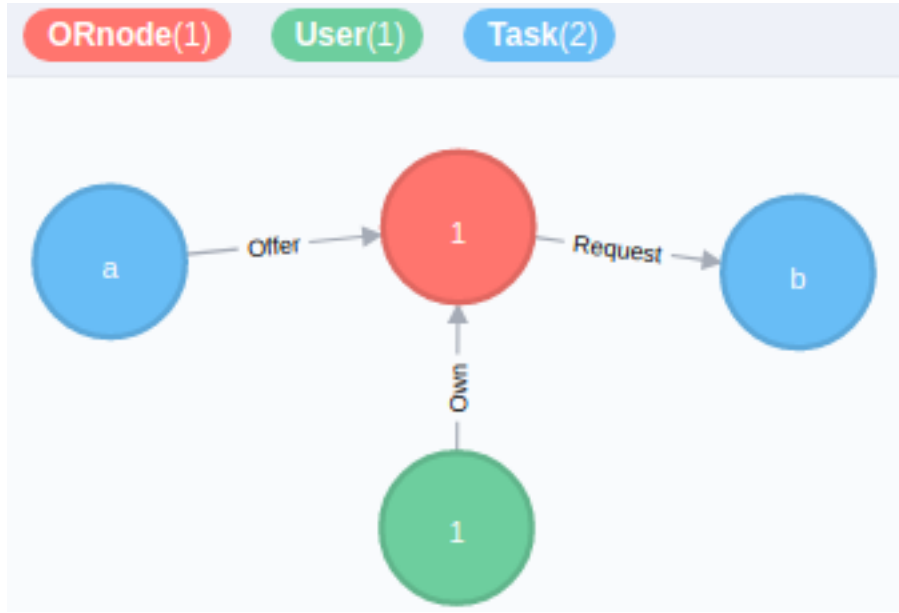 ORnode(1) User(1) Task(2)
a Offer 1 Request b
Own
1